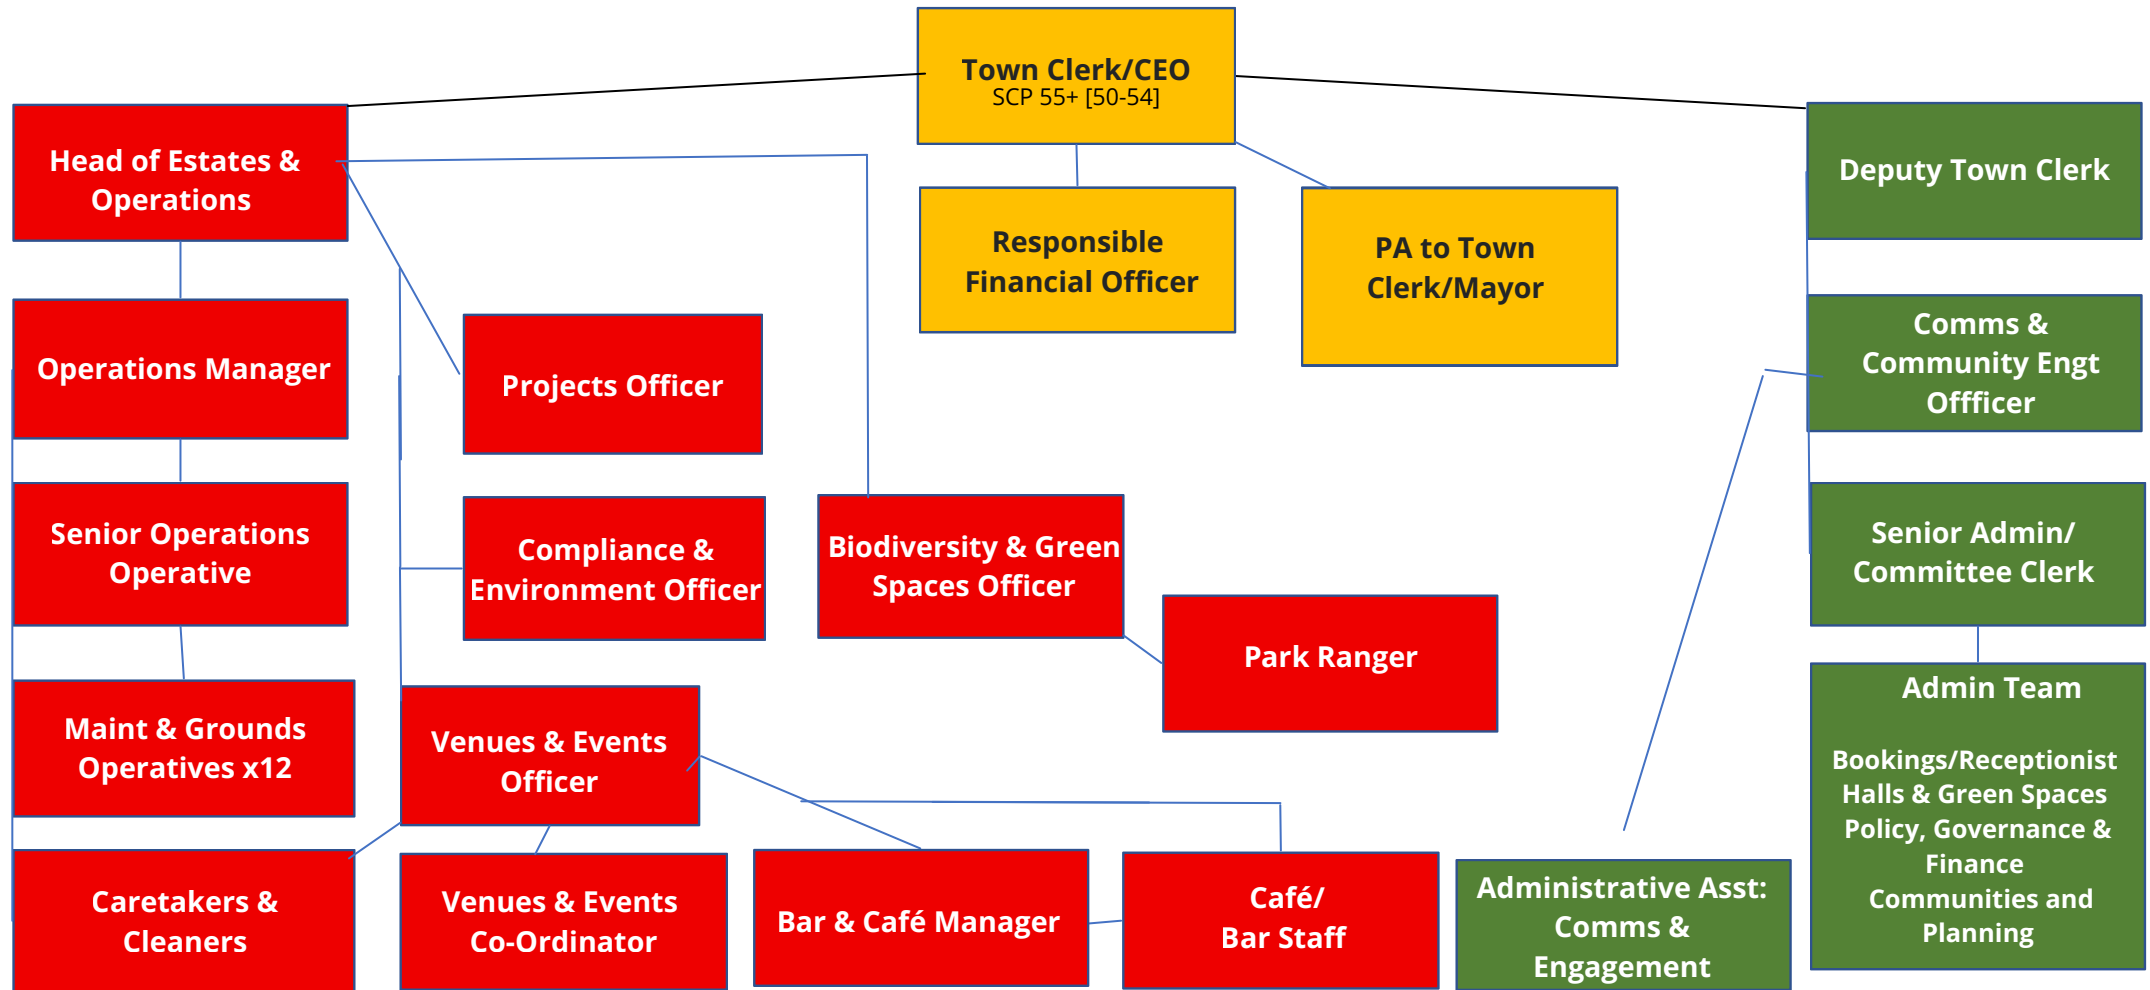 Town Clerk/CEO
SCP 55+ [50-54]
Head of Estates &
Operations
Deputy Town Clerk
Responsible
Financial Officer
PA to Town
Clerk/Mayor
Operations Manager
Projects Officer
Comms &
Community Engt
Offficer
Senior Operations
Operative
Compliance &
Environment Officer
Biodiversity & Green
Spaces Officer
Senior Admin/
Committee Clerk
Park Ranger
Maint & Grounds
Operatives x12
Venues & Events
Officer
Admin Team
Bookings/Receptionist
Halls & Green Spaces
Policy, Governance &
Finance
Communities and
Planning
Caretakers &
Cleaners
Venues & Events
Co-Ordinator
Bar & Café Manager
Café/
Bar Staff
Administrative Asst:
Comms &
Engagement